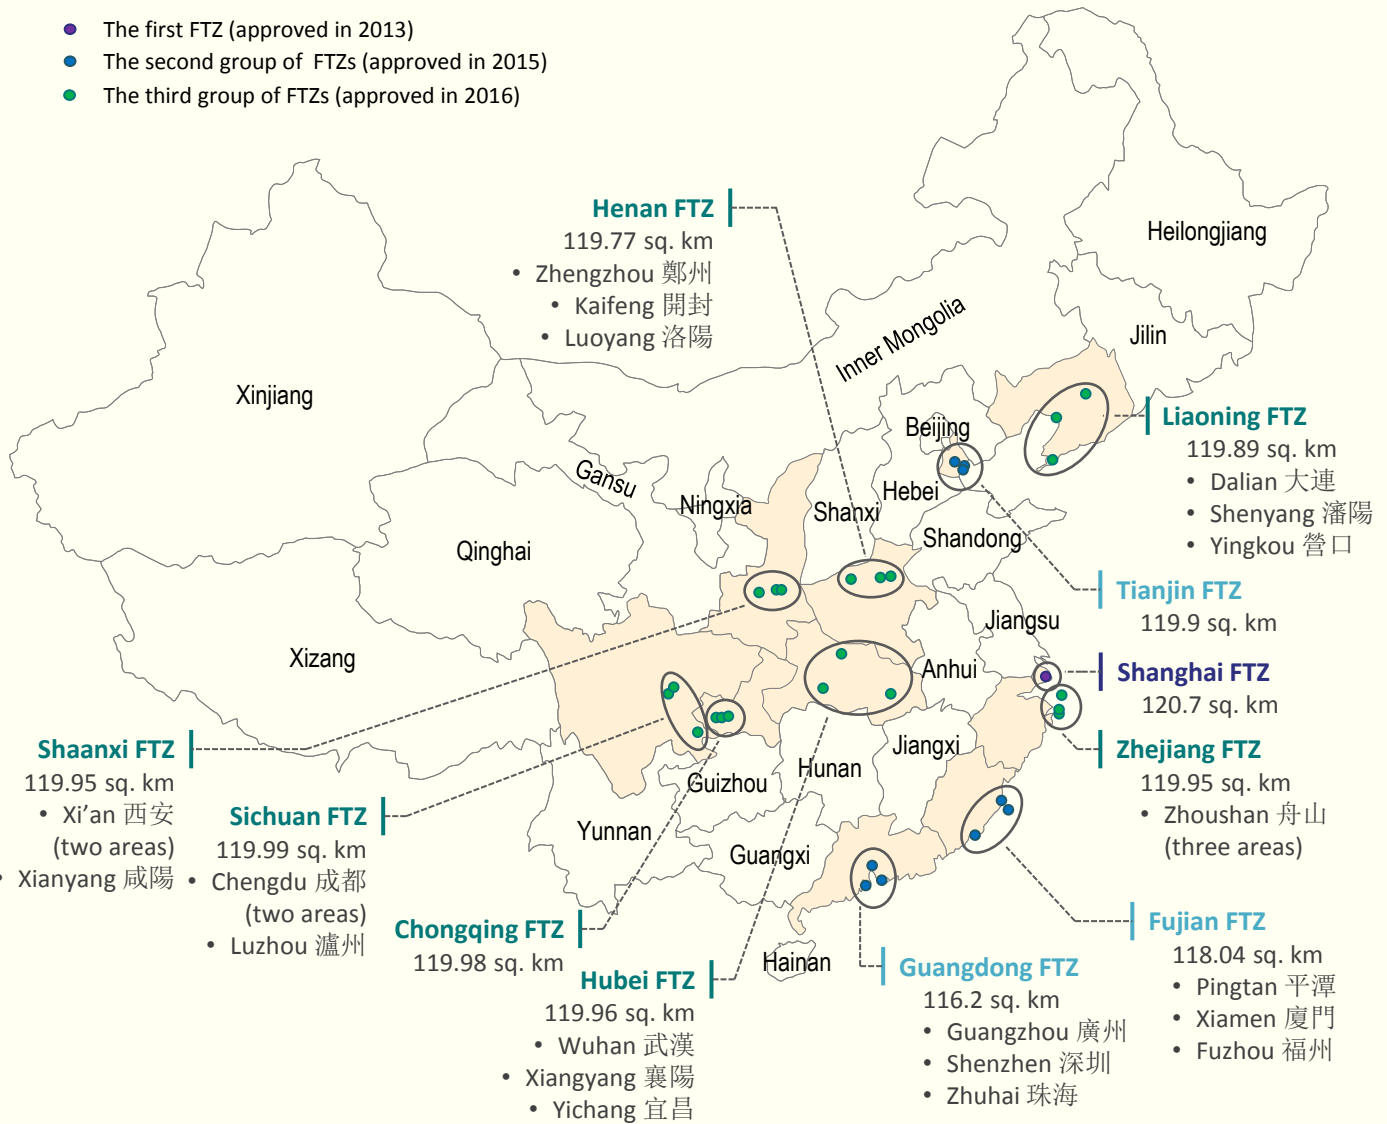 The first FTZ (approved in 2013)
The second group of FTZs (approved in 2015)
The third group of FTZs (approved in 2016)
Henan FTZ
119.77 sq. km
• Zhengzhou 鄭州
• Kaifeng 開封
• Luoyang 洛陽
Heilongjiang
Jilin
Inner Mongolia
Xinjiang
Beijing
Liaoning FTZ
119.89 sq. km
• Dalian 大連
• Shenyang 瀋陽
• Yingkou 營口
Gansu
Ningxia
Hebei
Shanxi
Shandong
Qinghai
Tianjin FTZ
119.9 sq. km
Jiangsu
Xizang
Anhui
Shanghai FTZ
120.7 sq. km
Shaanxi FTZ
119.95 sq. km
• Xi’an 西安
(two areas)
• Xianyang 咸陽
Jiangxi
Hunan
Guizhou
Zhejiang FTZ
119.95 sq. km
• Zhoushan 舟山
(three areas)
Sichuan FTZ
119.99 sq. km
• Chengdu 成都
(two areas)
• Luzhou 瀘州
Yunnan
Guangxi
Chongqing FTZ
119.98 sq. km
Hainan
Hubei FTZ
119.96 sq. km
• Wuhan 武漢
• Xiangyang 襄陽
• Yichang 宜昌
Guangdong FTZ
116.2 sq. km
• Guangzhou 廣州
• Shenzhen 深圳
• Zhuhai 珠海
Fujian FTZ
118.04 sq. km
• Pingtan 平潭
• Xiamen 廈門
• Fuzhou 福州